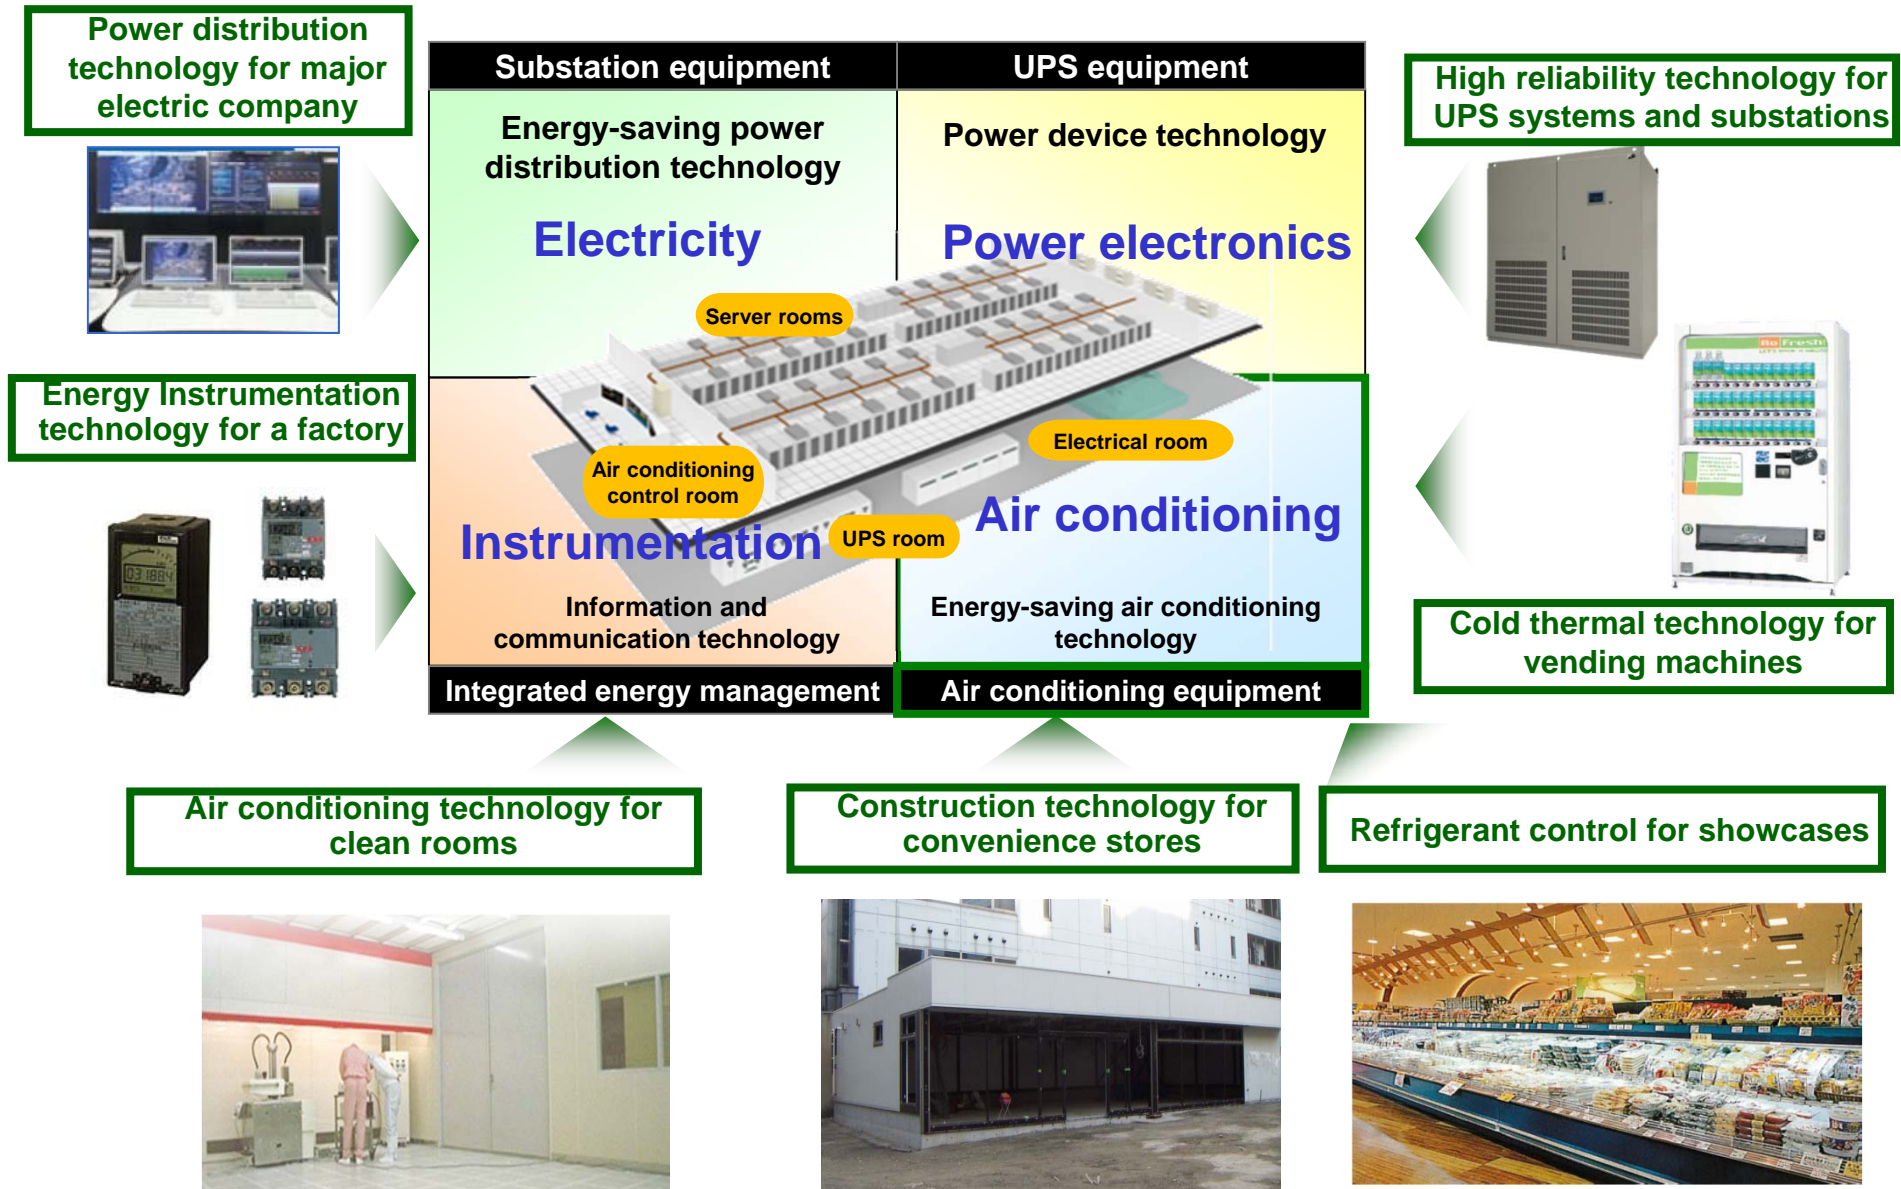 Power distribution
technology for major
electric company
Substation equipment
UPS equipment
High reliability technology for
UPS systems and substations
Energy-saving power
distribution technology
Power device technology
Electricity
Power electronics
Server rooms
Energy Instrumentation
technology for a factory
Electrical room
Air conditioning
control room
Air conditioning
Instrumentation
UPS room
Information and
communication technology
Energy-saving air conditioning
technology
Cold thermal technology for
vending machines
Integrated energy management
Air conditioning equipment
Air conditioning technology for
clean rooms
Construction technology for
convenience stores
Refrigerant control for showcases